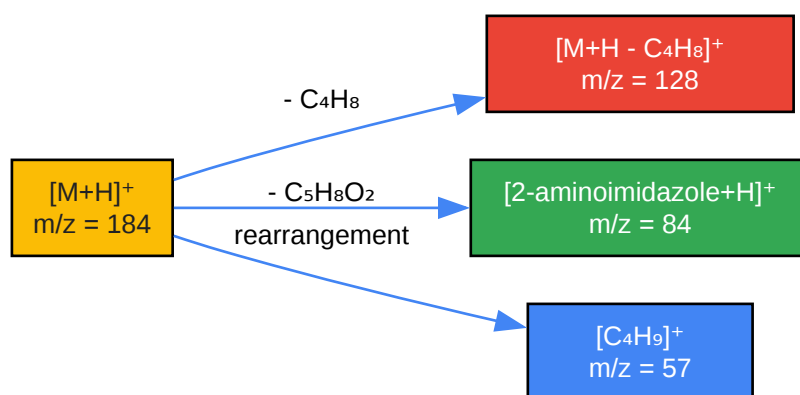 [M+H - C₄H₈]⁺
m/z = 128
- C₄H₈
[M+H]⁺
m/z = 184
- C₅H₈O₂
rearrangement
[2-aminoimidazole+H]⁺
m/z = 84
[C₄H₉]⁺
m/z = 57